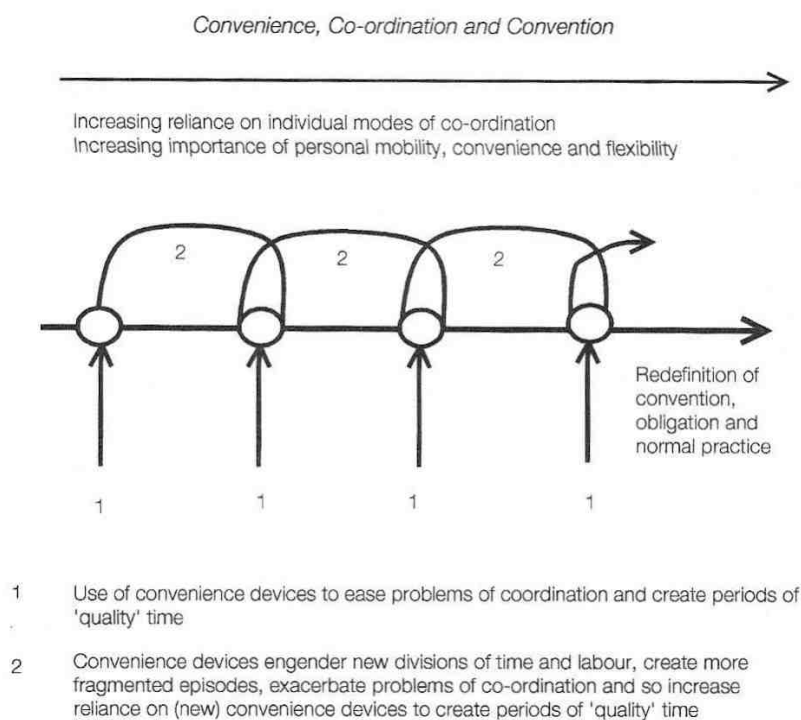 Convenience, Co-ordination and Convention
Increasing reliance on individual modes of co-ordination
Increasing importance of personal mobility, convenience and flexibility
2
2
2
Redefinition of
convention,
obligation and
normal practice
1
1
1
1
1 Use of convenience devices to ease problems of coordination and create periods of
'quality' time
2 Convenience devices engender new divisions of time and labour, create more
fragmented episodes, exacerbate problems of co-ordination and so increase
reliance on (new) convenience devices to create periods of 'quality' time